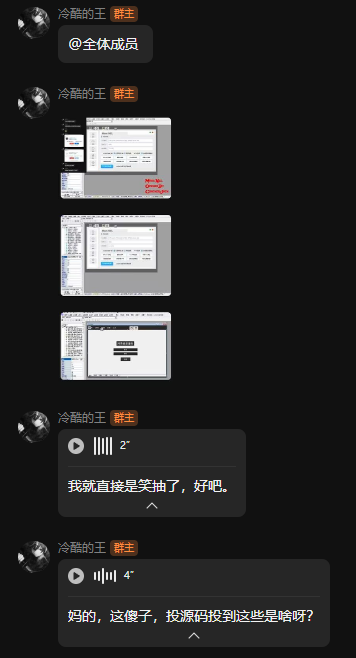 冷酷的王 群主
@全体成员
冷酷的王 群主
冷酷的王 群主
2"
我就直接是笑抽了，好吧。
冷酷的王 群主
4"
妈的，这傻子，投源码投到这些是啥呀？